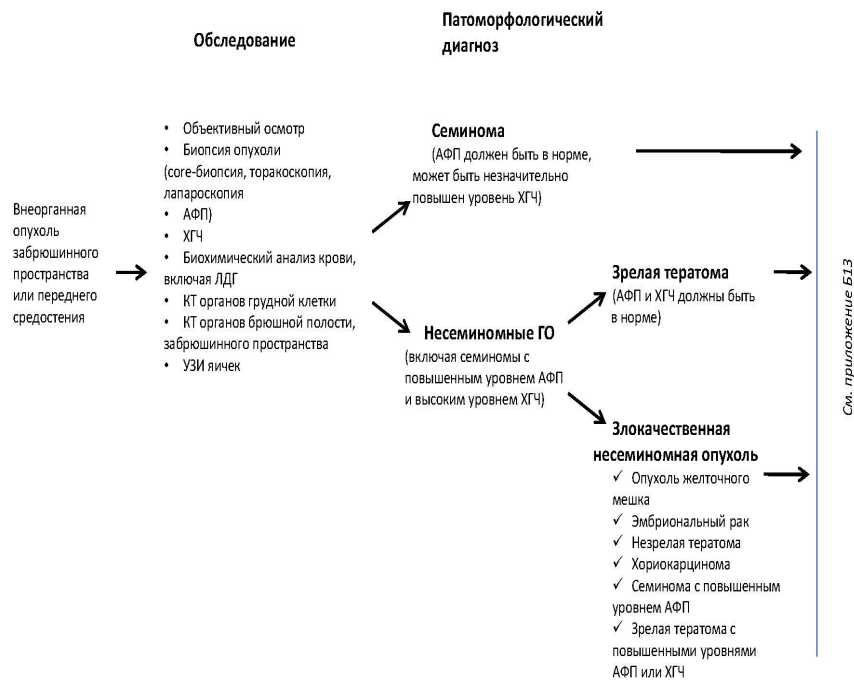 Обследование
Патоморфологический
диагноз
Внеорганная
опухоль
забрюшинного
пространства
или переднего
средостения
• Объективный осмотр
• Биопсия опухоли
(core-биопсия, торакоскопия,
лапароскопия
• АФП)
• ХГЧ
• Биохимический анализ крови,
включая ЛДГ
• КТ органов грудной клетки
• КТ органов брюшной полости,
забрюшинного пространства
• УЗИ яичек
Семинома
(АФП должен быть в норме,
может быть незначительно
повышен уровень ХГЧ)
Несеминомные ГО
(включая семиномы с
повышенным уровнем АФП
и высоким уровнем ХГЧ)
Зрелая тератома
(АФП и ХГЧ должны быть
в норме)
Злокачественная
несеминомная опухоль
✓ Опухоль желточного
мешка
✓ Эмбриональный рак
✓ Незрелая тератома
✓ Хориокарцинома
✓ Семинома с повышенным
уровнем АФП
✓ Зрелая тератома с
повышенными уровнями
АФП или ХГЧ
См. приложение Б13